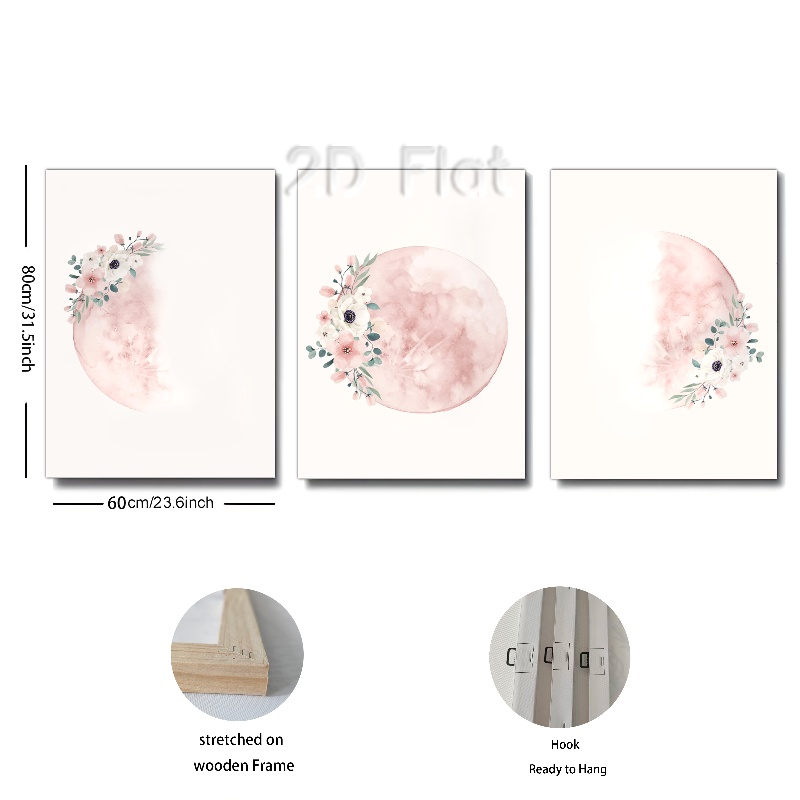 2D Flat
80cm/31.5inch
60cm/23.6inch
stretched on
wooden Frame
Hook
Ready to Hang